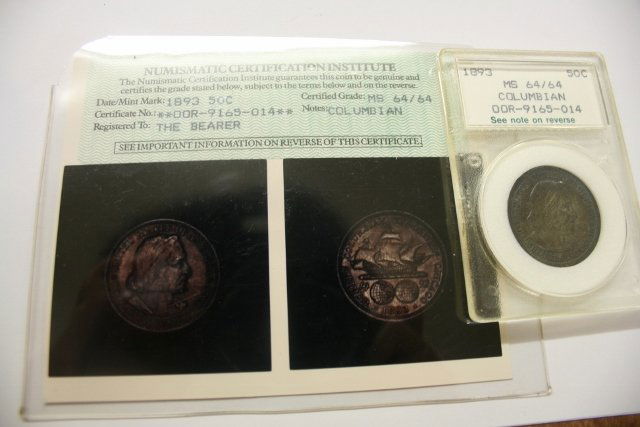 NUMISMATIC CERTIFICATION INSTITUTE
The Numismatic Certification Institute guarantees this coin to be genuine and
certifies the grade stated below, subject to the terms below and on the reverse.
Date/Mint Mark: 1893 50C Certified Grade: MS 64/64
Certificate No.: **OOR-9165-014** Notes: COLUMBIAN
Registered To: THE BEARER
SEE IMPORTANT INFORMATION ON REVERSE OF THIS CERTIFICATE.
1893 50C
MS 64/64
COLUMBIAN
OOR-9165-014
See note on reverse